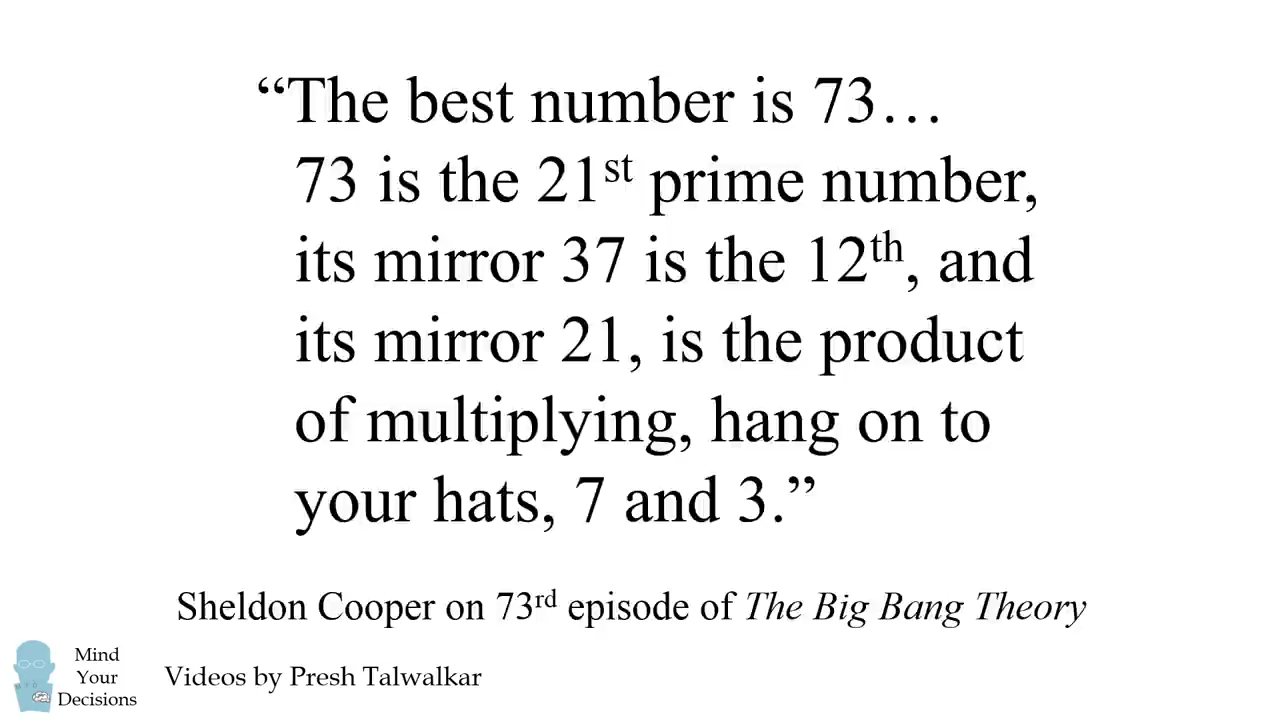 “The best number is 73…
73 is the 21st prime number,
its mirror 37 is the 12th, and
its mirror 21, is the product
of multiplying, hang on to
your hats, 7 and 3.”
Sheldon Cooper on 73rd episode of The Big Bang Theory
Mind
Your
Decisions
Videos by Presh Talwalkar